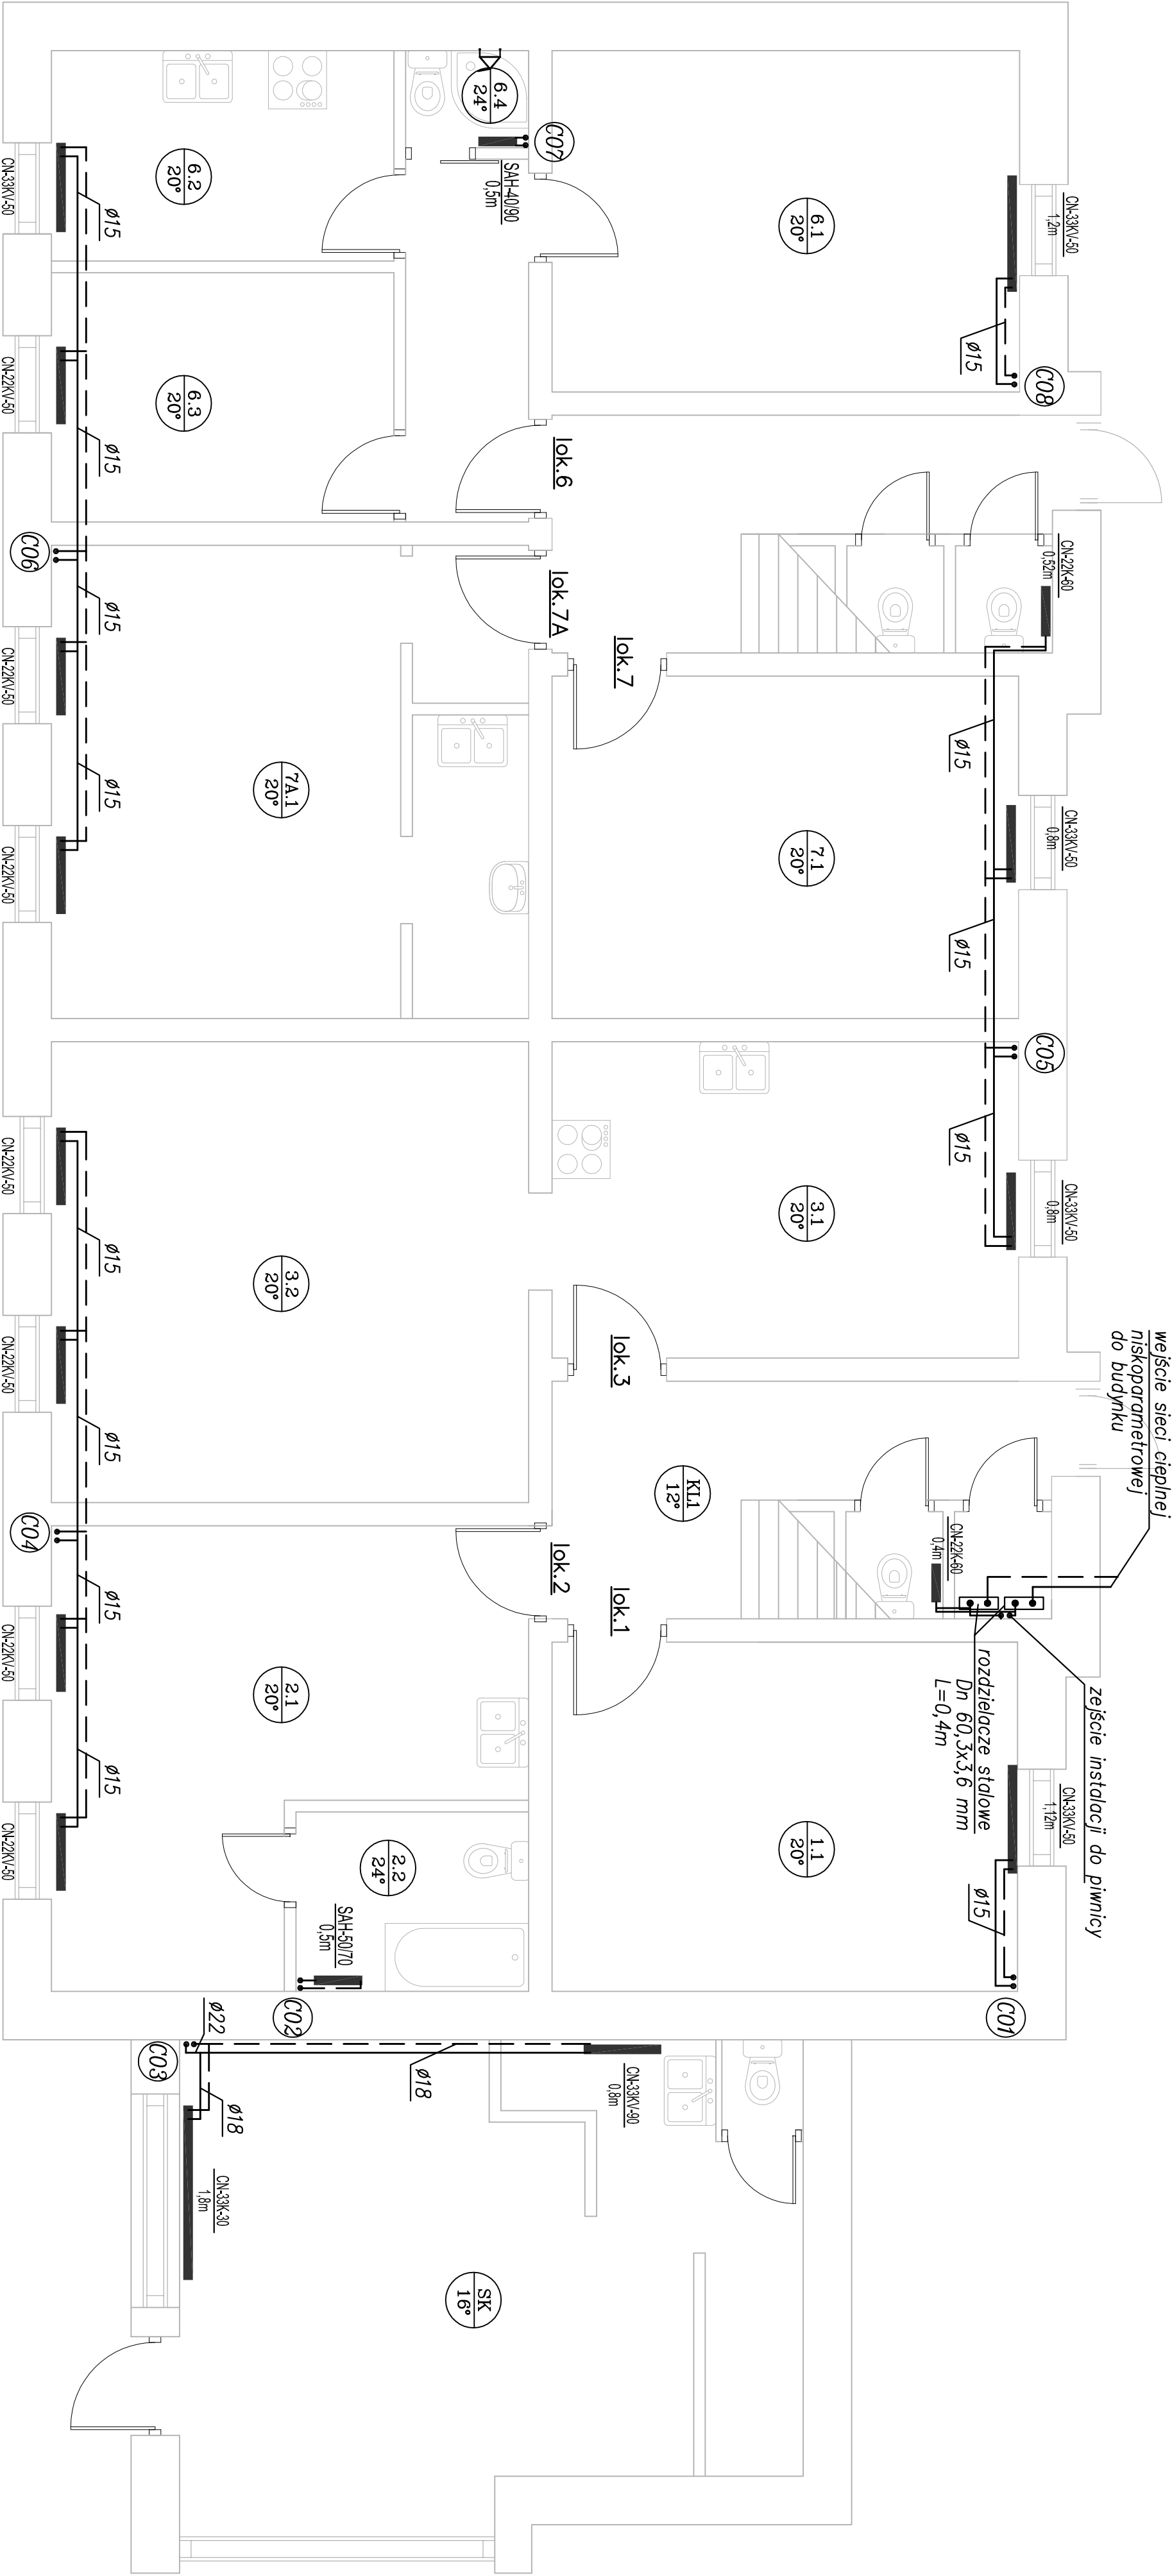 wejście sieci cieplnej
niskoparametrowej
do budynku
zejście instalacji do piwnicy
rozdzielacze stalowe
Dn 60,3x3,6 mm
L=0,4m
CN-33KV-50
1,2m
ø15
C08
6.1
20°
6.4
24°
C07
SAH-40/90
0,5m
6.2
20°
CN-33KV-50
ø15
6.3
20°
CN-22KV-50
ø15
C06
lok.6
lok.7A
lok.7
CN-22K-60
0,52m
ø15
CN-33KV-50
0,8m
7.1
20°
ø15
7A.1
20°
ø15
CN-22KV-50
ø15
CN-22KV-50
C05
ø15
CN-33KV-50
0,8m
3.1
20°
3.2
20°
CN-22KV-50
ø15
CN-22KV-50
ø15
C04
lok.3
KL1
12°
CN-22K-60
0,4m
lok.2
lok.1
ø15
CN-22KV-50
2.1
20°
ø15
CN-22KV-50
2.2
24°
SAH-50/70
0,5m
C02
1.1
20°
CN-33KV-50
1,12m
ø15
C01
ø22
C03
ø18
ø18
CN-33KV-90
0,8m
CN-33K-30
1,8m
SK
16°